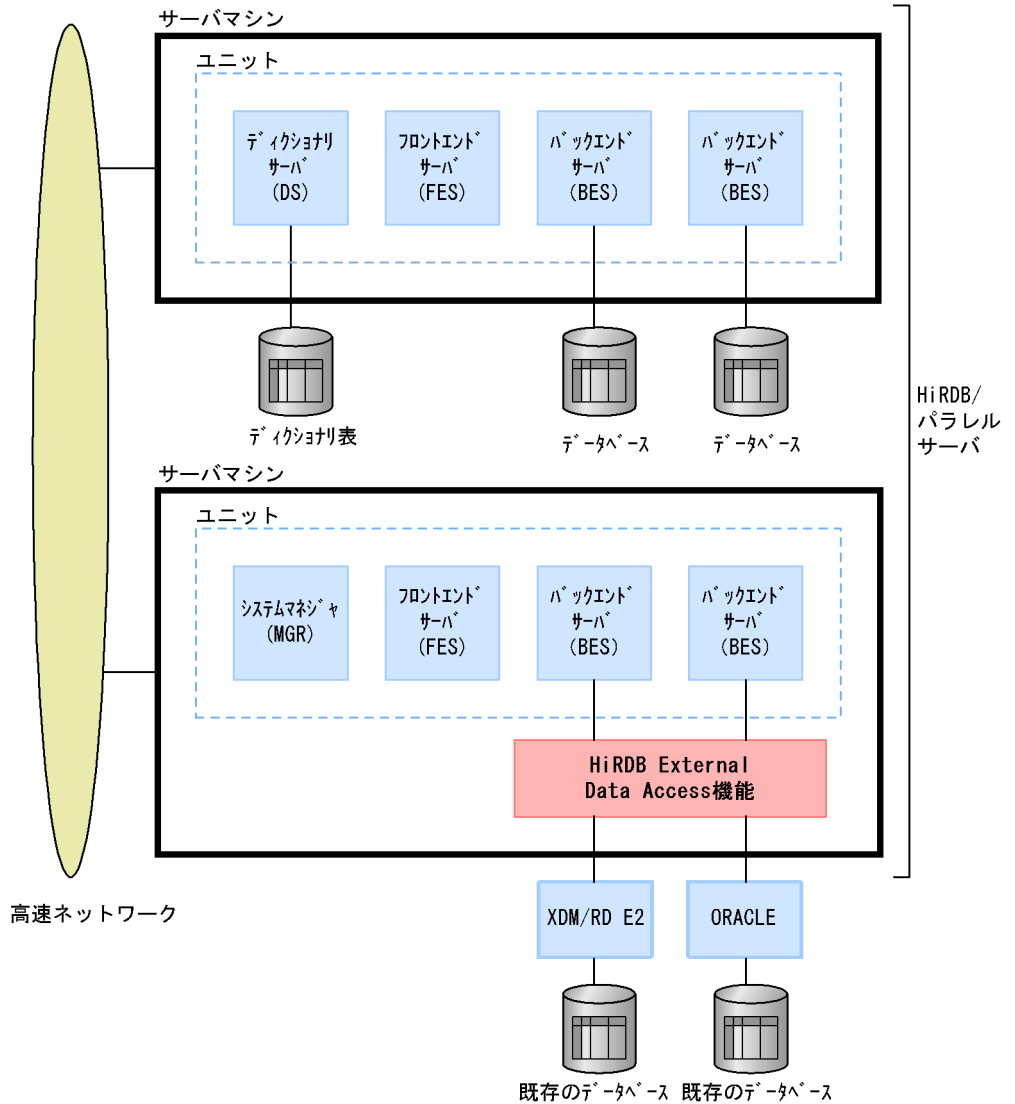 サーバマシン
ユニット
ﾃﾞｨｸｼｮﾅﾘ
ｻｰﾊﾞ
(DS)
ﾌﾛﾝﾄｴﾝﾄﾞ
ｻｰﾊﾞ
(FES)
ﾊﾞｯｸｴﾝﾄﾞ
ｻｰﾊﾞ
(BES)
ﾊﾞｯｸｴﾝﾄﾞ
ｻｰﾊﾞ
(BES)
ﾃﾞｨｸｼｮﾅﾘ表
ﾃﾞｰﾀﾍﾞｰｽ
ﾃﾞｰﾀﾍﾞｰｽ
HiRDB/
パラレル
サーバ
サーバマシン
ユニット
ｼｽﾃﾑﾏﾈｼﾞｬ
(MGR)
ﾌﾛﾝﾄｴﾝﾄﾞ
ｻｰﾊﾞ
(FES)
ﾊﾞｯｸｴﾝﾄﾞ
ｻｰﾊﾞ
(BES)
ﾊﾞｯｸｴﾝﾄﾞ
ｻｰﾊﾞ
(BES)
HiRDB External
Data Access機能
高速ネットワーク
XDM/RD E2
ORACLE
既存のﾃﾞｰﾀﾍﾞｰｽ
既存のﾃﾞｰﾀﾍﾞｰｽ